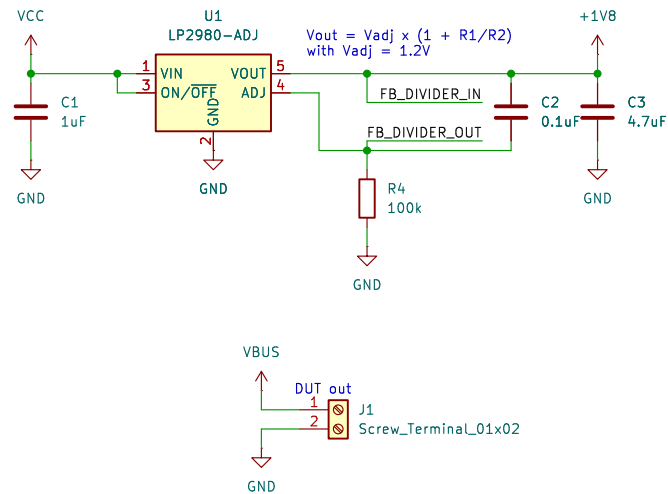 VCC
U1
LP2980-ADJ
Vout = Vadj x (1 + R1/R2)
with Vadj = 1.2V
+1V8
1
VIN
VOUT
5
3
ON/OFF
ADJ
4
GND
2
GND
C1
1uF
GND
FB_DIVIDER_IN
FB_DIVIDER_OUT
C2
0.1uF
C3
4.7uF
GND
R4
100k
GND
VBUS
DUT out
1
2
J1
Screw_Terminal_01x02
GND